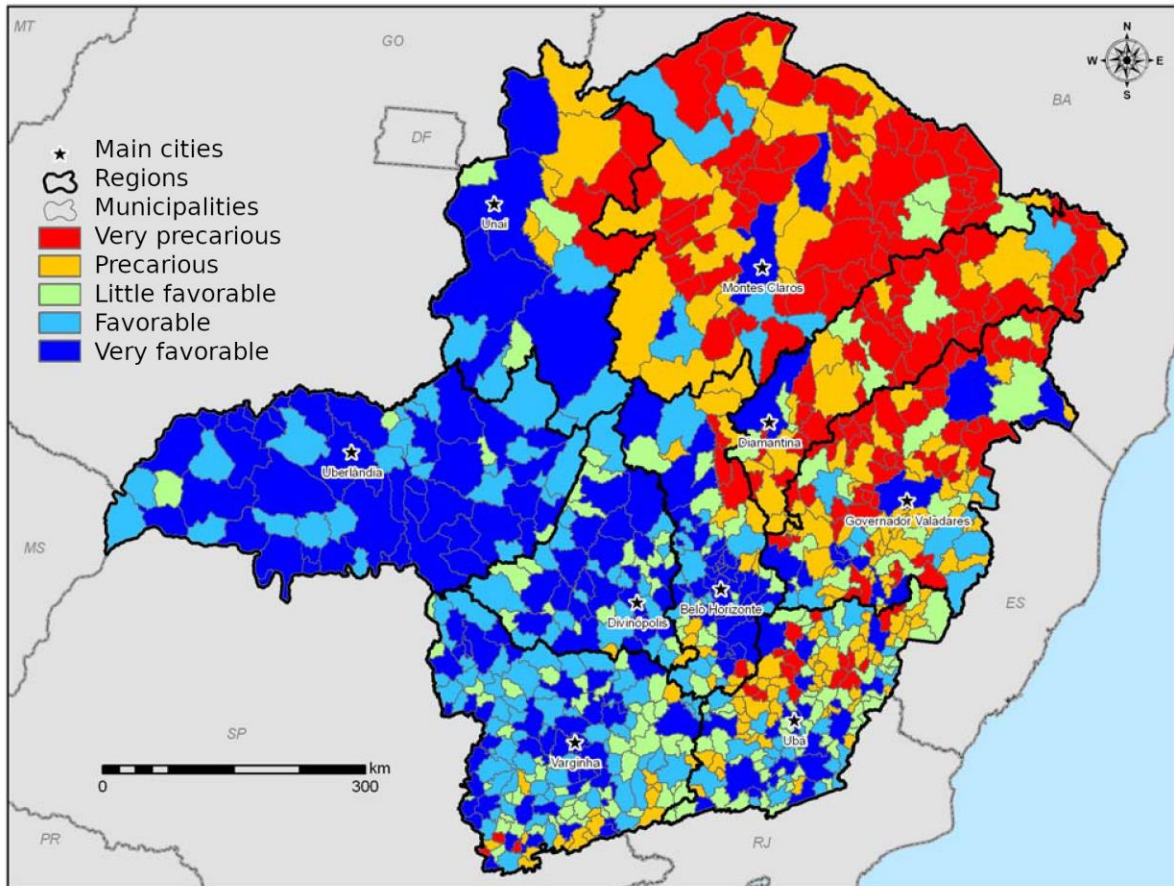 MT
GO
N
W E
S
BA
DF
Main cities
Regions
Municipalities
Very precarious
Precarious
Little favorable
Favorable
Very favorable
Unaí
Montes Claros
Diamantina
Uberlândia
Governador Valadares
MS
Belo Horizonte
Divinópolis
ES
SP
Ubá
Varginha
km
0 300
PR
RJ